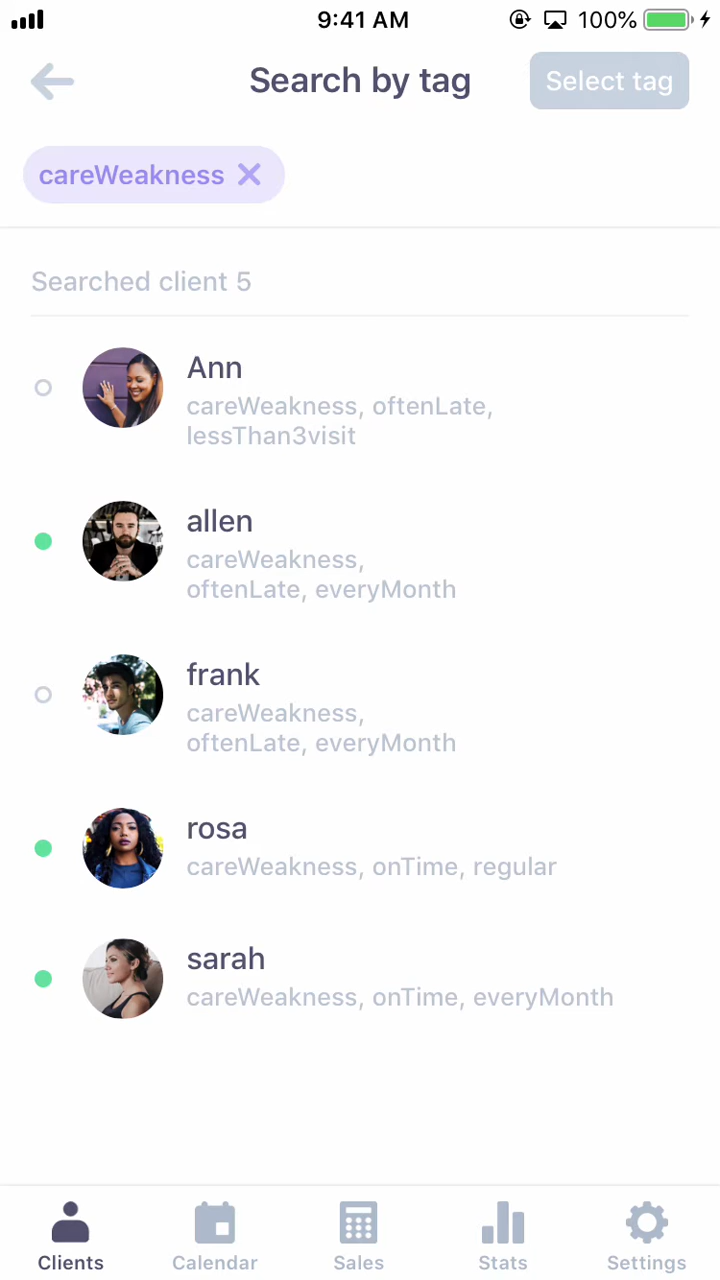 9:41 AM
100%
Search by tag
Select tag
careWeakness
Searched client 5
Ann
careWeakness, oftenLate,
lessThan3visit
allen
careWeakness,
oftenLate, everyMonth
frank
careWeakness,
oftenLate, everyMonth
rosa
careWeakness, onTime, regular
sarah
careWeakness, onTime, everyMonth
Clients
Calendar
Sales
Stats
Settings